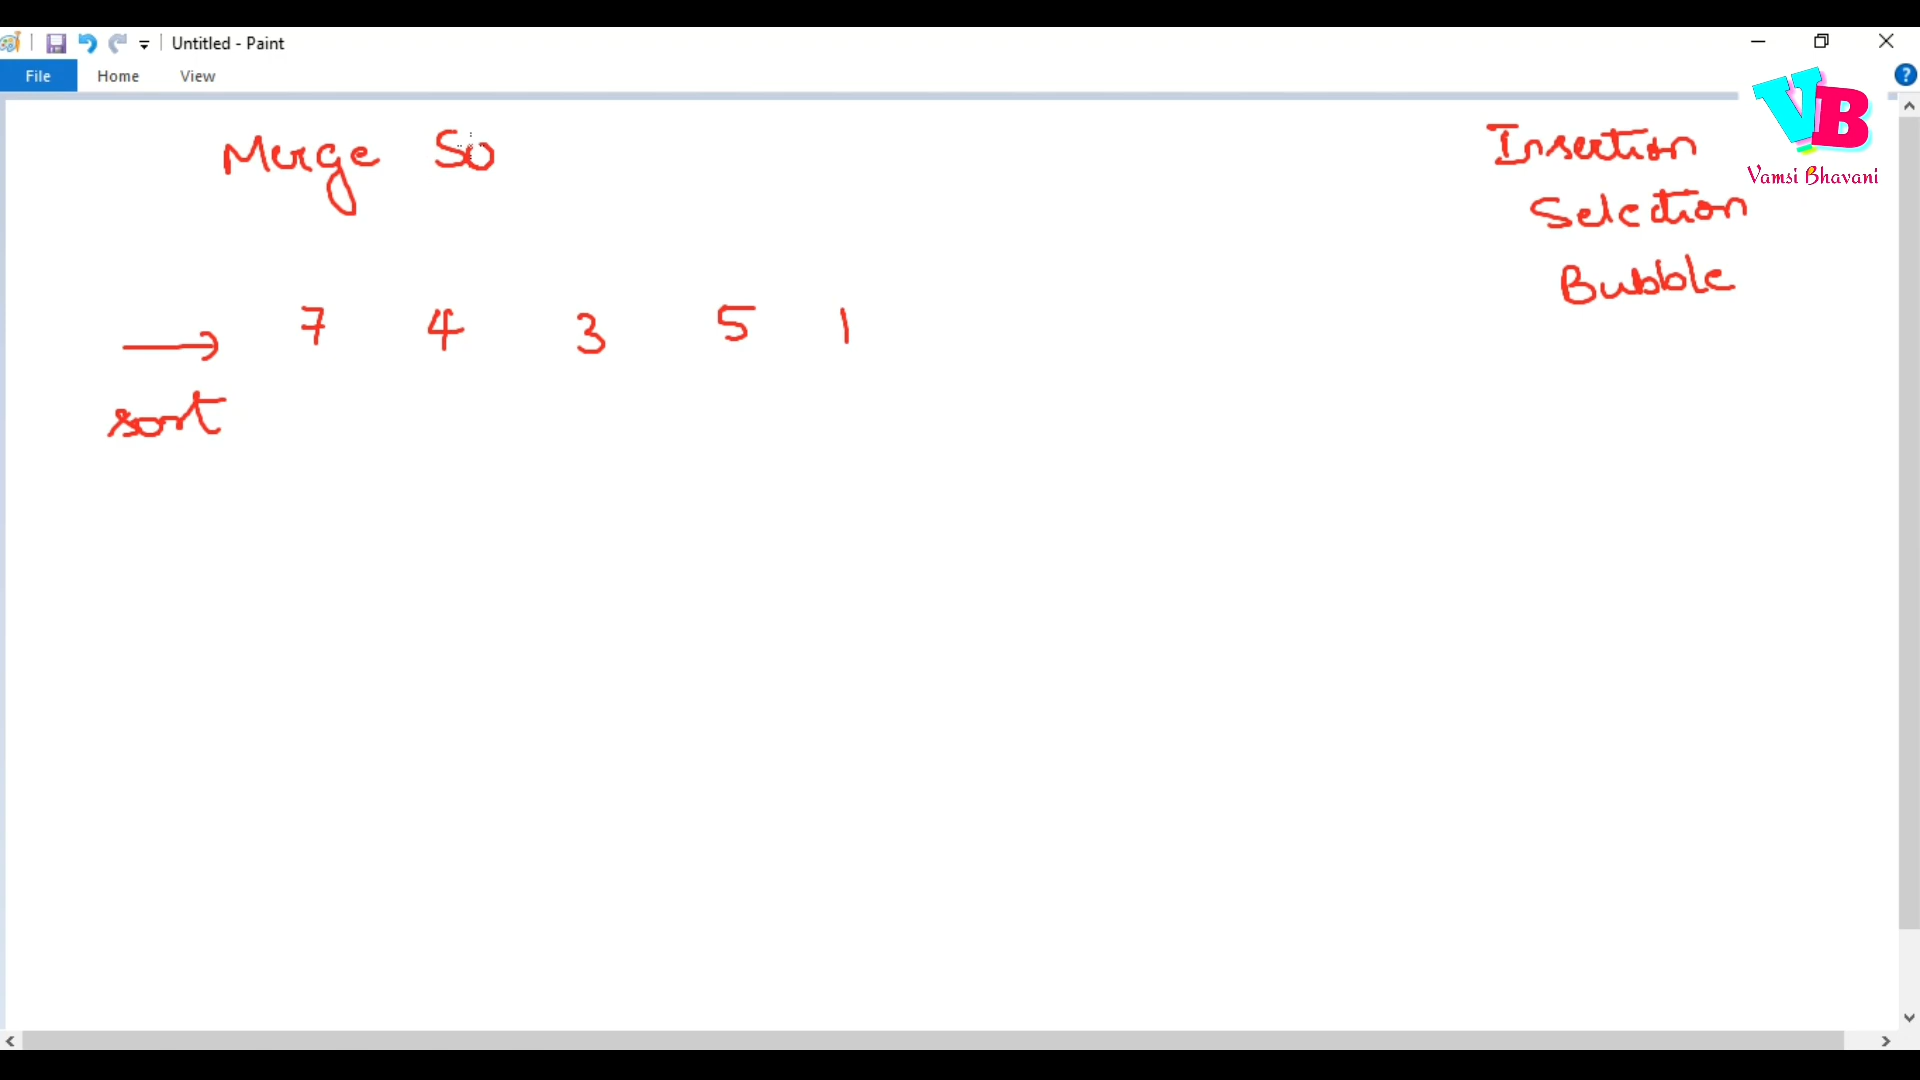 Untitled - Paint
File Home View
VB
Vamsi Bhavani
Merge So
Insertion
Selection
Bubble
7 4 3 5 1
sort